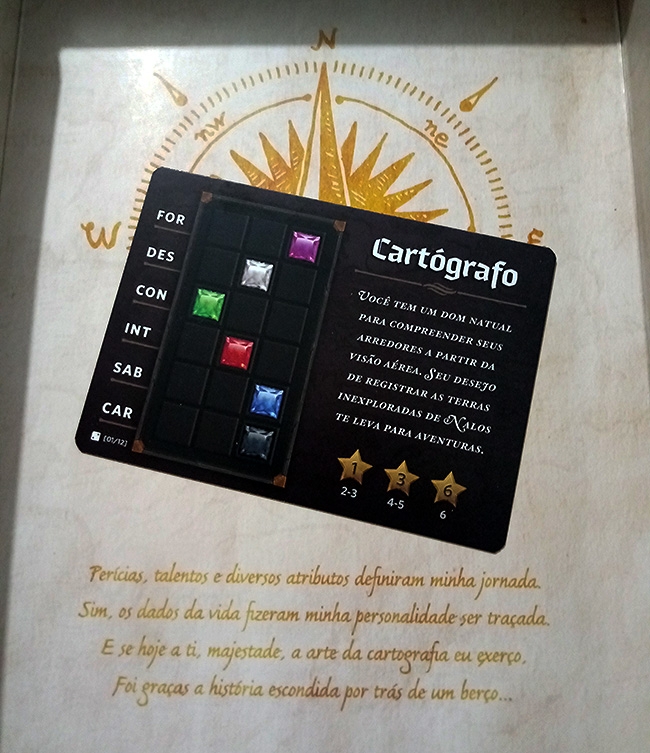 N
nw
ne
W
E
FOR
DES
CON
INT
SAB
CAR
[01/12]
Cartógrafo
Você tem um dom natual
para compreender seus
arredores a partir da
visão aérea. Seu desejo
de registrar as terras
inexploradas de Nalos
te leva para aventuras.
1 3 6
2-3 4-5 6
Perícias, talentos e diversos atributos definiram minha jornada.
Sim, os dados da vida fizeram minha personalidade ser traçada.
E se hoje a ti, majestade, a arte da cartografia eu exerço,
Foi graças a história escondida por trás de um berço...